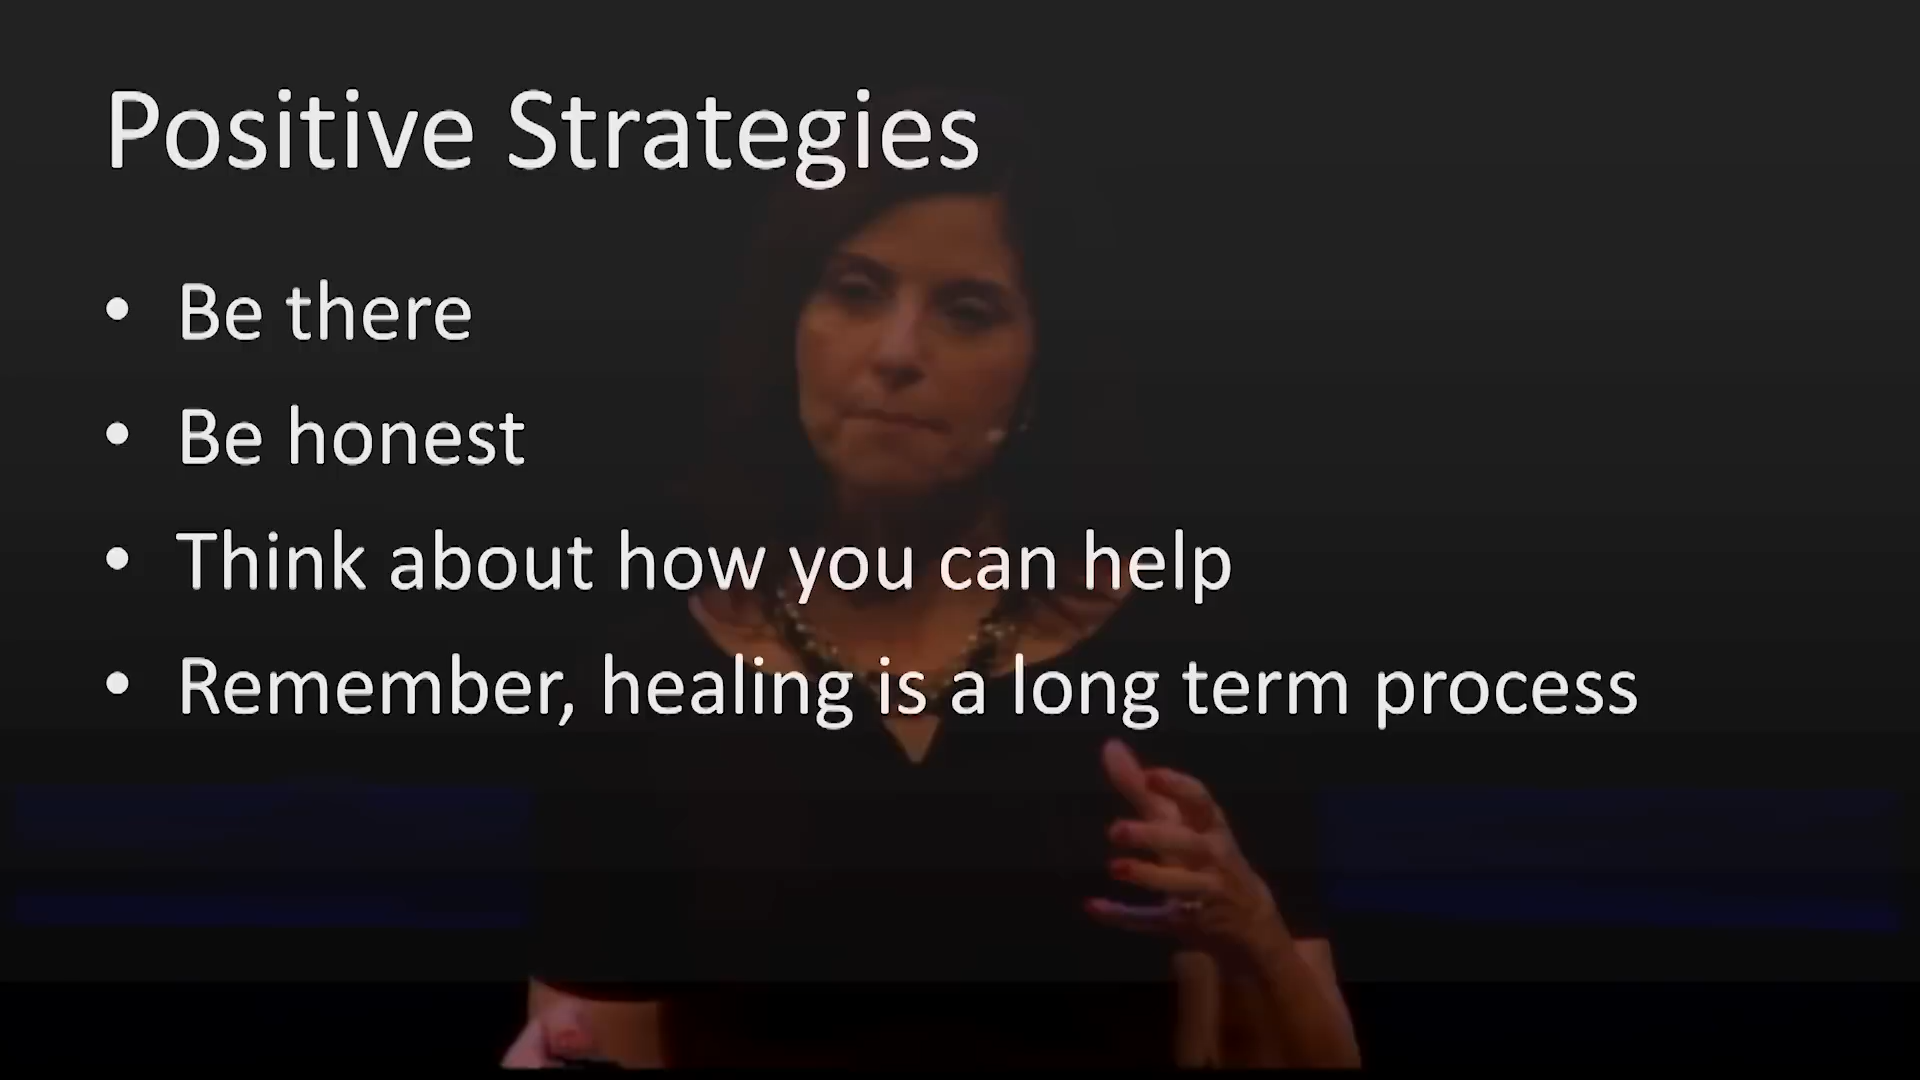 Positive Strategies
• Be there
• Be honest
• Think about how you can help
• Remember, healing is a long term process